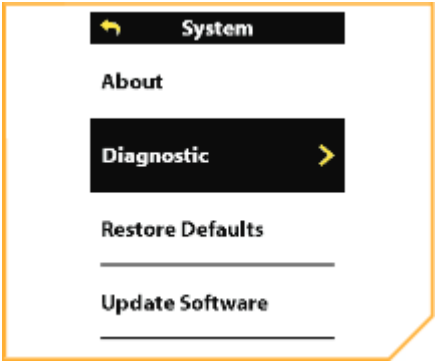 System
About
Diagnostic
Restore Defaults
Update Software